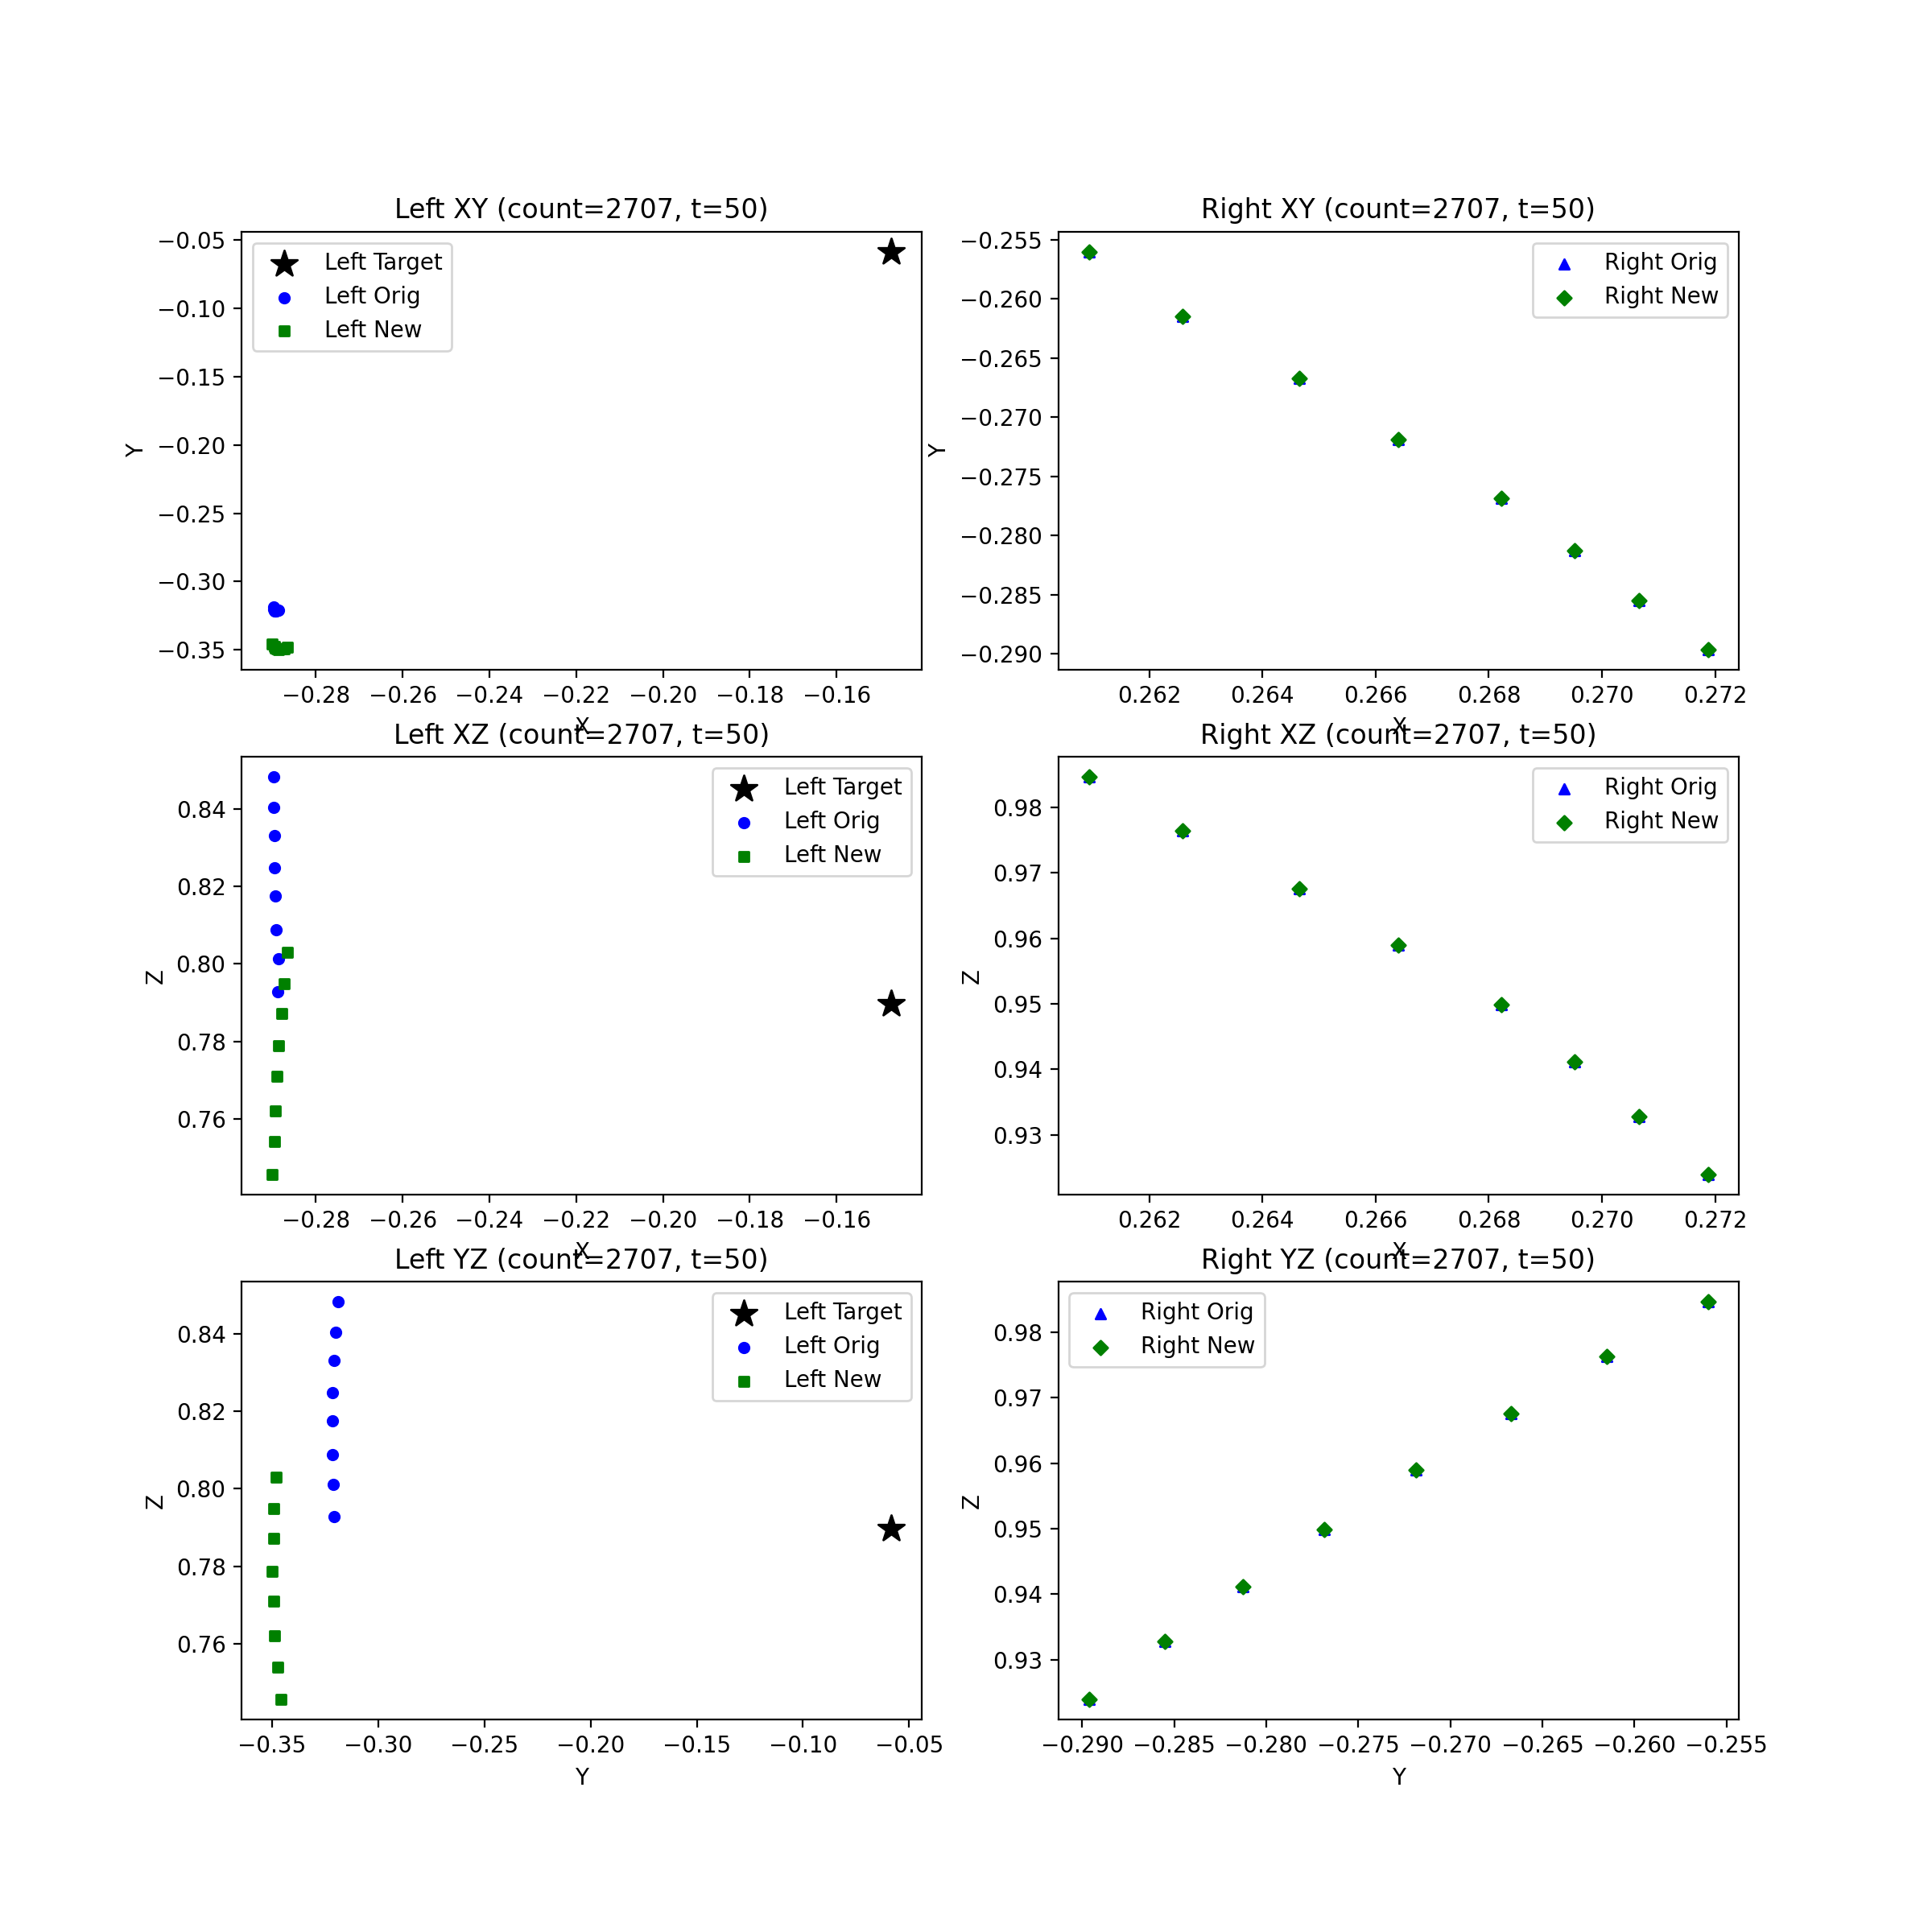 Left XY (count=2707, t=50)
Left Target
Left Orig
Left New
−0.05
−0.10
−0.15
−0.20
−0.25
−0.30
−0.35
Y
−0.28 −0.26 −0.24 −0.22 −0.20 −0.18 −0.16
X
Right XY (count=2707, t=50)
Right Orig
Right New
−0.255
−0.260
−0.265
−0.270
−0.275
−0.280
−0.285
−0.290
Y
0.262 0.264 0.266 0.268 0.270 0.272
X
Left XZ (count=2707, t=50)
Left Target
Left Orig
Left New
0.84
0.82
0.80
0.78
0.76
Z
−0.28 −0.26 −0.24 −0.22 −0.20 −0.18 −0.16
X
Right XZ (count=2707, t=50)
Right Orig
Right New
0.98
0.97
0.96
0.95
0.94
0.93
Z
0.262 0.264 0.266 0.268 0.270 0.272
X
Left YZ (count=2707, t=50)
Left Target
Left Orig
Left New
0.84
0.82
0.80
0.78
0.76
Z
−0.35 −0.30 −0.25 −0.20 −0.15 −0.10 −0.05
Y
Right YZ (count=2707, t=50)
Right Orig
Right New
0.98
0.97
0.96
0.95
0.94
0.93
Z
−0.290 −0.285 −0.280 −0.275 −0.270 −0.265 −0.260 −0.255
Y